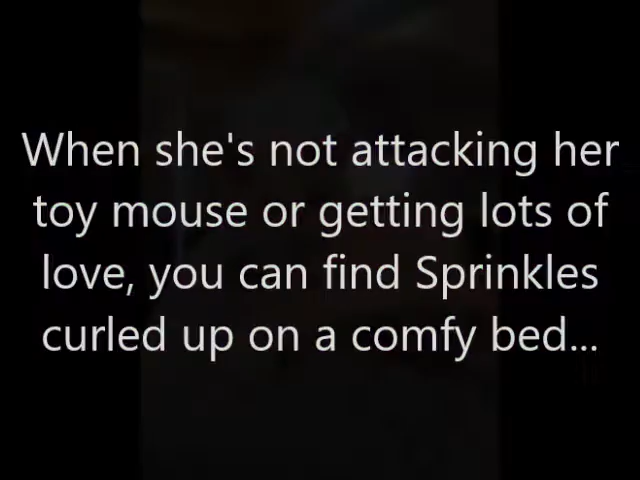 When she's not attacking her
toy mouse or getting lots of
love, you can find Sprinkles
curled up on a comfy bed...